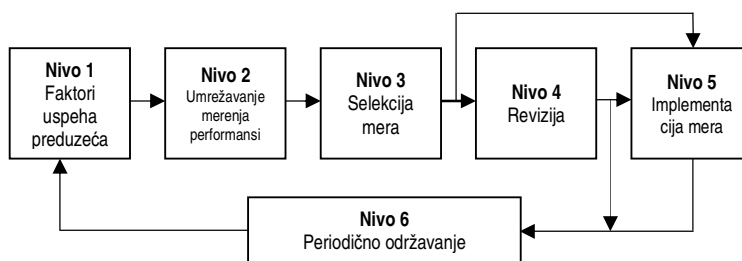 Nivo 1
Faktori
uspeha
preduzeća
Nivo 2
Umrežavanje
merenja
performansi
Nivo 3
Selekcija
mera
Nivo 4
Revizija
Nivo 5
Implementa
cija mera
Nivo 6
Periodično održavanje